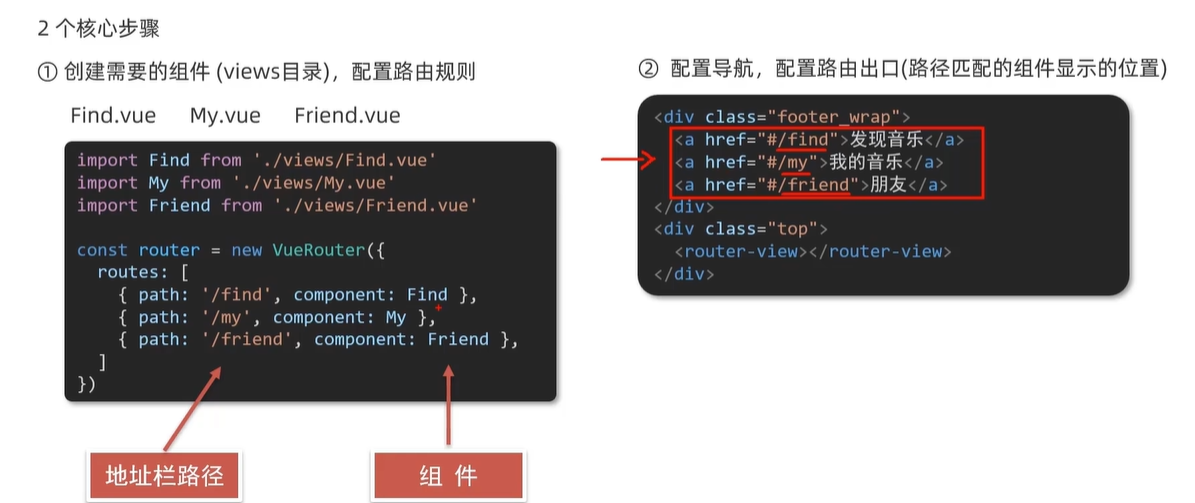 2 个核心步骤
① 创建需要的组件 (views目录)，配置路由规则
Find.vue My.vue Friend.vue
import Find from './views/Find.vue'
import My from './views/My.vue'
import Friend from './views/Friend.vue'
const router = new VueRouter({
routes: [
{ path: '/find', component: Find },
{ path: '/my', component: My },
{ path: '/friend', component: Friend },
]
})
地址栏路径
组 件
② 配置导航，配置路由出口(路径匹配的组件显示的位置)
<div class="footer_wrap">
<a href="#/find">发现音乐</a>
<a href="#/my">我的音乐</a>
<a href="#/friend">朋友</a>
</div>
<div class="top">
<router-view></router-view>
</div>